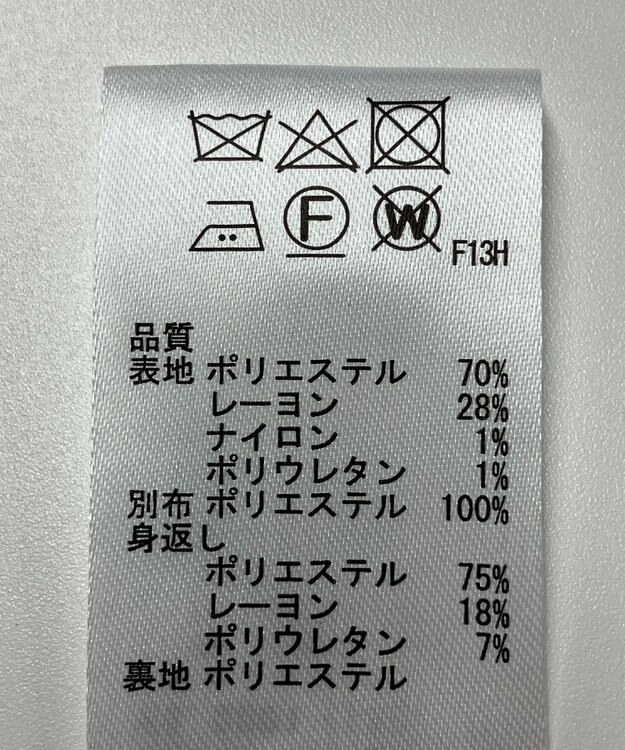 F W F13H
品質
表地 ポリエステル 70%
レーヨン 28%
ナイロン 1%
ポリウレタン 1%
別布 ポリエステル 100%
身返し
ポリエステル 75%
レーヨン 18%
ポリウレタン 7%
裏地 ポリエステル